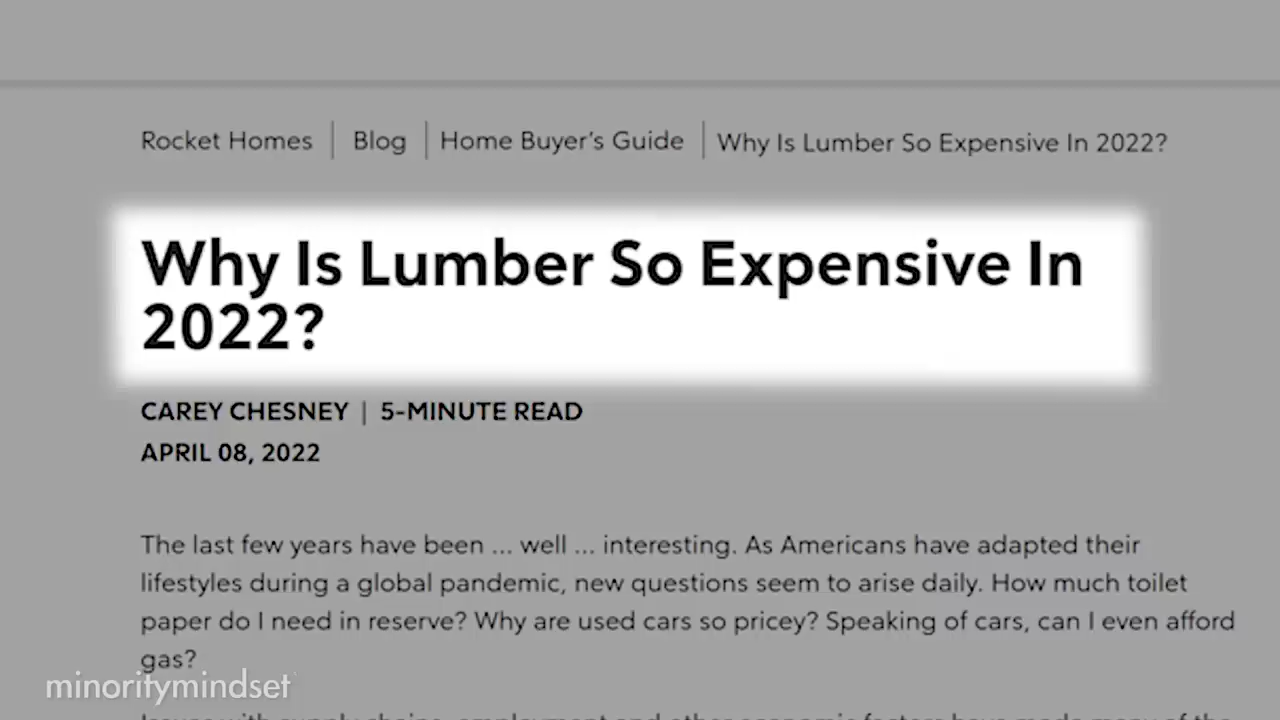 Rocket Homes | Blog | Home Buyer's Guide | Why Is Lumber So Expensive In 2022?
Why Is Lumber So Expensive In
2022?
CAREY CHESNEY | 5-MINUTE READ
APRIL 08, 2022
The last few years have been ... well ... interesting. As Americans have adapted their
lifestyles during a global pandemic, new questions seem to arise daily. How much toilet
paper do I need in reserve? Why are used cars so pricey? Speaking of cars, can I even afford
gas?
minoritymindset